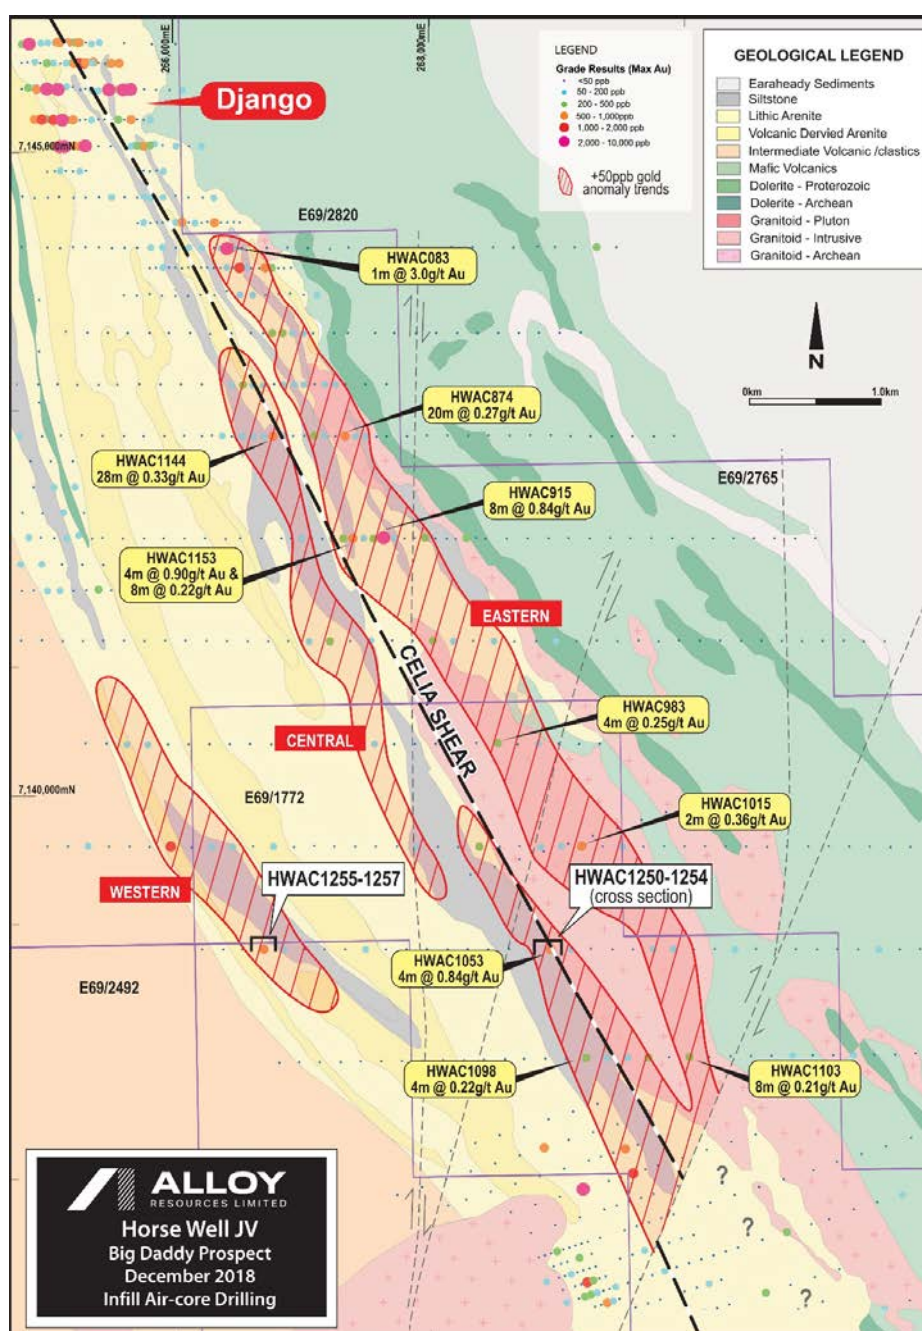 266,000mE
268,000mE
LEGEND
Grade Results (Max Au)
<50 ppb
50 - 200 ppb
200 - 500 ppb
500 - 1,000ppb
1,000 - 2,000 ppb
2,000 - 10,000 ppb
+50ppb gold
anomaly trends
GEOLOGICAL LEGEND
Earaheady Sediments
Siltstone
Lithic Arenite
Volcanic Dervied Arenite
Intermediate Volcanic /clastics
Mafic Volcanics
Dolerite - Proterozoic
Dolerite - Archean
Granitoid - Pluton
Granitoid - Intrusive
Granitoid - Archean
Django
7,145,000mN
E69/2820
HWAC083
1m @ 3.0g/t Au
N
0km
1.0km
HWAC874
20m @ 0.27g/t Au
HWAC1144
28m @ 0.33g/t Au
E69/2765
HWAC915
8m @ 0.84g/t Au
HWAC1153
4m @ 0.90g/t Au &
8m @ 0.22g/t Au
EASTERN
CELIA SHEAR
HWAC983
4m @ 0.25g/t Au
CENTRAL
7,140,000mN
E69/1772
HWAC1015
2m @ 0.36g/t Au
WESTERN
HWAC1255-1257
HWAC1250-1254
(cross section)
HWAC1053
4m @ 0.84g/t Au
E69/2492
HWAC1098
4m @ 0.22g/t Au
HWAC1103
8m @ 0.21g/t Au
?
?
?
ALLOY
RESOURCES LIMITED
Horse Well JV
Big Daddy Prospect
December 2018
Infill Air-core Drilling